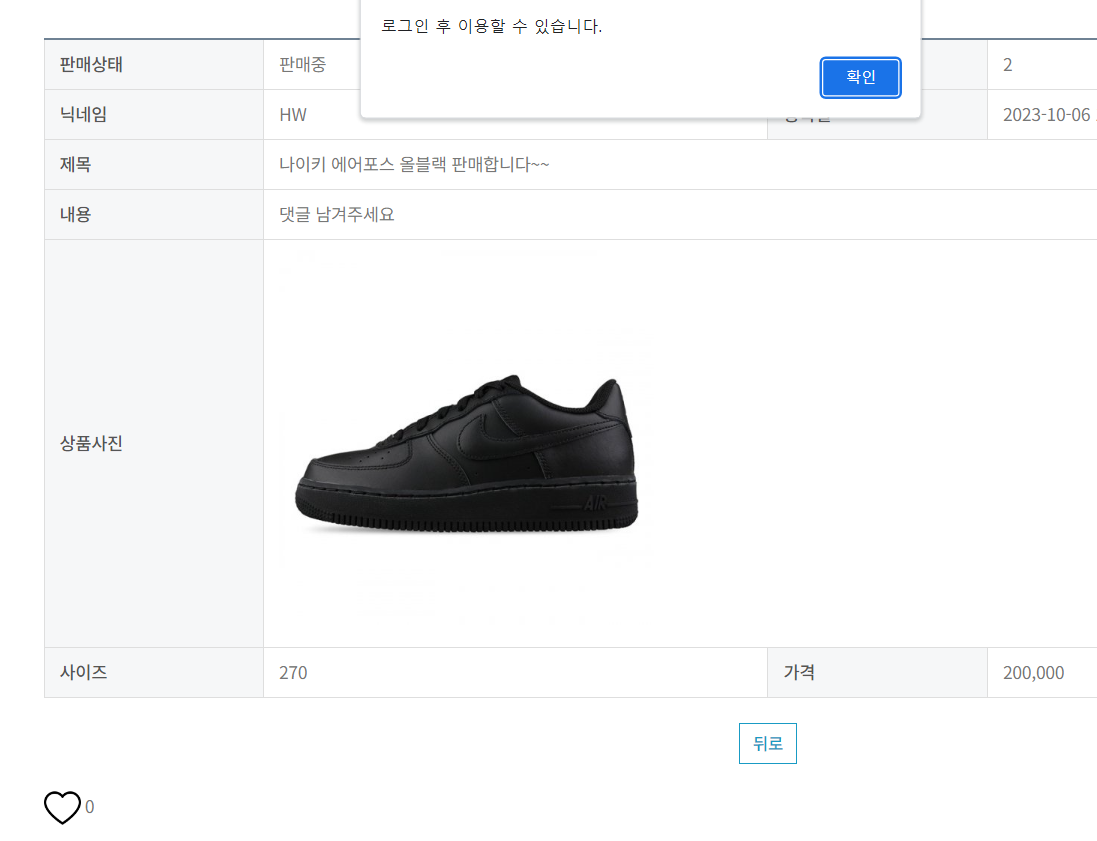 로그인 후 이용할 수 있습니다.
확인
판매상태 판매중 2
닉네임 HW 2023-10-06
제목 나이키 에어포스 올블랙 판매합니다~~
내용 댓글 남겨주세요
상품사진
AIR
사이즈 270 가격 200,000
뒤로
0